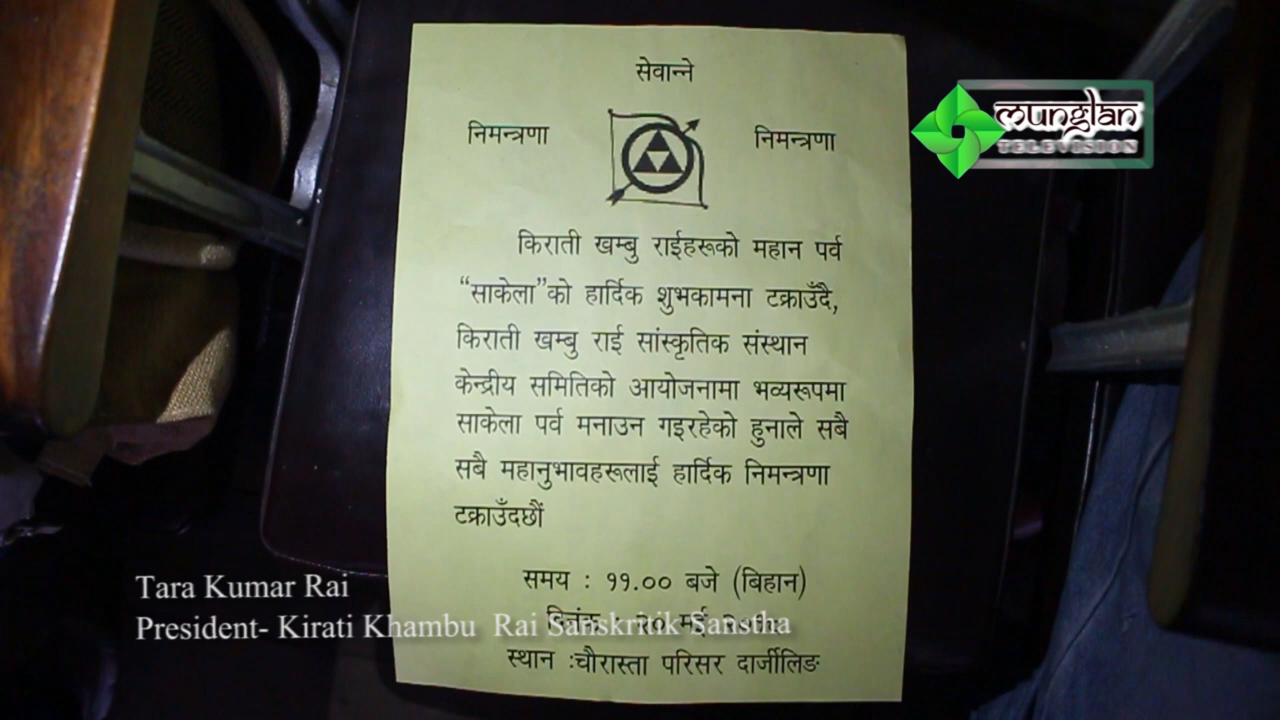 सेवान्ने
निमन्त्रणा
निमन्त्रणा
munglan
TELEVISION
किराती खम्बु राईहरूको महान पर्व
“साकेला”को हार्दिक शुभकामना टक्राउँदै,
किराती खम्बु राई सांस्कृतिक संस्थान
केन्द्रीय समितिको आयोजनामा भव्यरूपमा
साकेला पर्व मनाउन गइरहेको हुनाले सबै
सबै महानुभावहरूलाई हार्दिक निमन्त्रणा
टक्राउँदछौं
समय : ११.०० बजे (बिहान)
Tara Kumar Rai
मई
President- Kirati Khambu Rai Sanskritik Sanstha
स्थान :चौरास्ता परिसर दार्जीलिङ